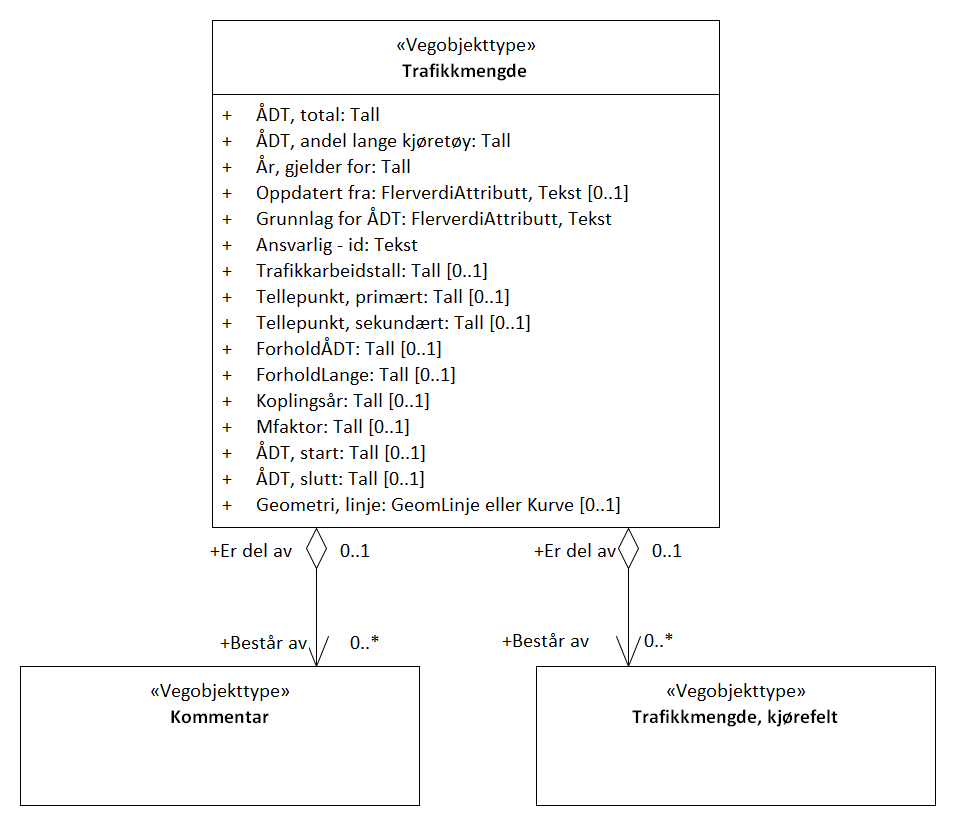 «Vegobjekttype»
Trafikkmengde
+ ÅDT, total: Tall
+ ÅDT, andel lange kjøretøy: Tall
+ År, gjelder for: Tall
+ Oppdatert fra: FlerverdiAttributt, Tekst [0..1]
+ Grunnlag for ÅDT: FlerverdiAttributt, Tekst
+ Ansvarlig - id: Tekst
+ Trafikkarbeidstall: Tall [0..1]
+ Tellepunkt, primært: Tall [0..1]
+ Tellepunkt, sekundært: Tall [0..1]
+ ForholdÅDT: Tall [0..1]
+ ForholdLange: Tall [0..1]
+ Koplingsår: Tall [0..1]
+ Mfaktor: Tall [0..1]
+ ÅDT, start: Tall [0..1]
+ ÅDT, slutt: Tall [0..1]
+ Geometri, linje: GeomLinje eller Kurve [0..1]
+Er del av 0..1 +Er del av 0..1
+Består av 0..* +Består av 0..*
«Vegobjekttype»
Kommentar
«Vegobjekttype»
Trafikkmengde, kjørefelt